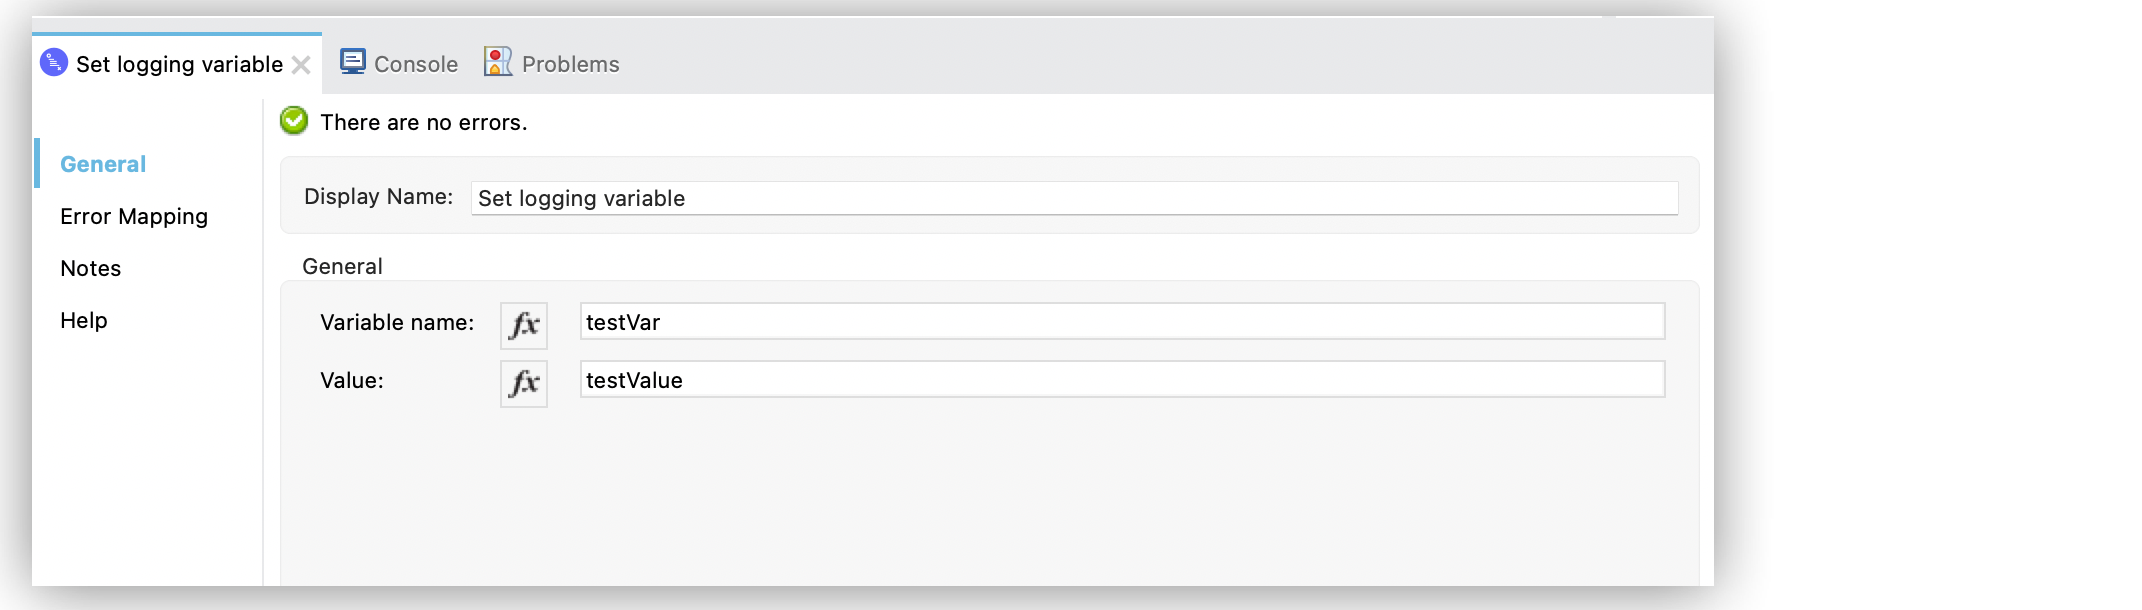 Set logging variable
Console
Problems
There are no errors.
General
Error Mapping
Notes
Help
Display Name: Set logging variable
General
Variable name: fx testVar
Value: fx testValue